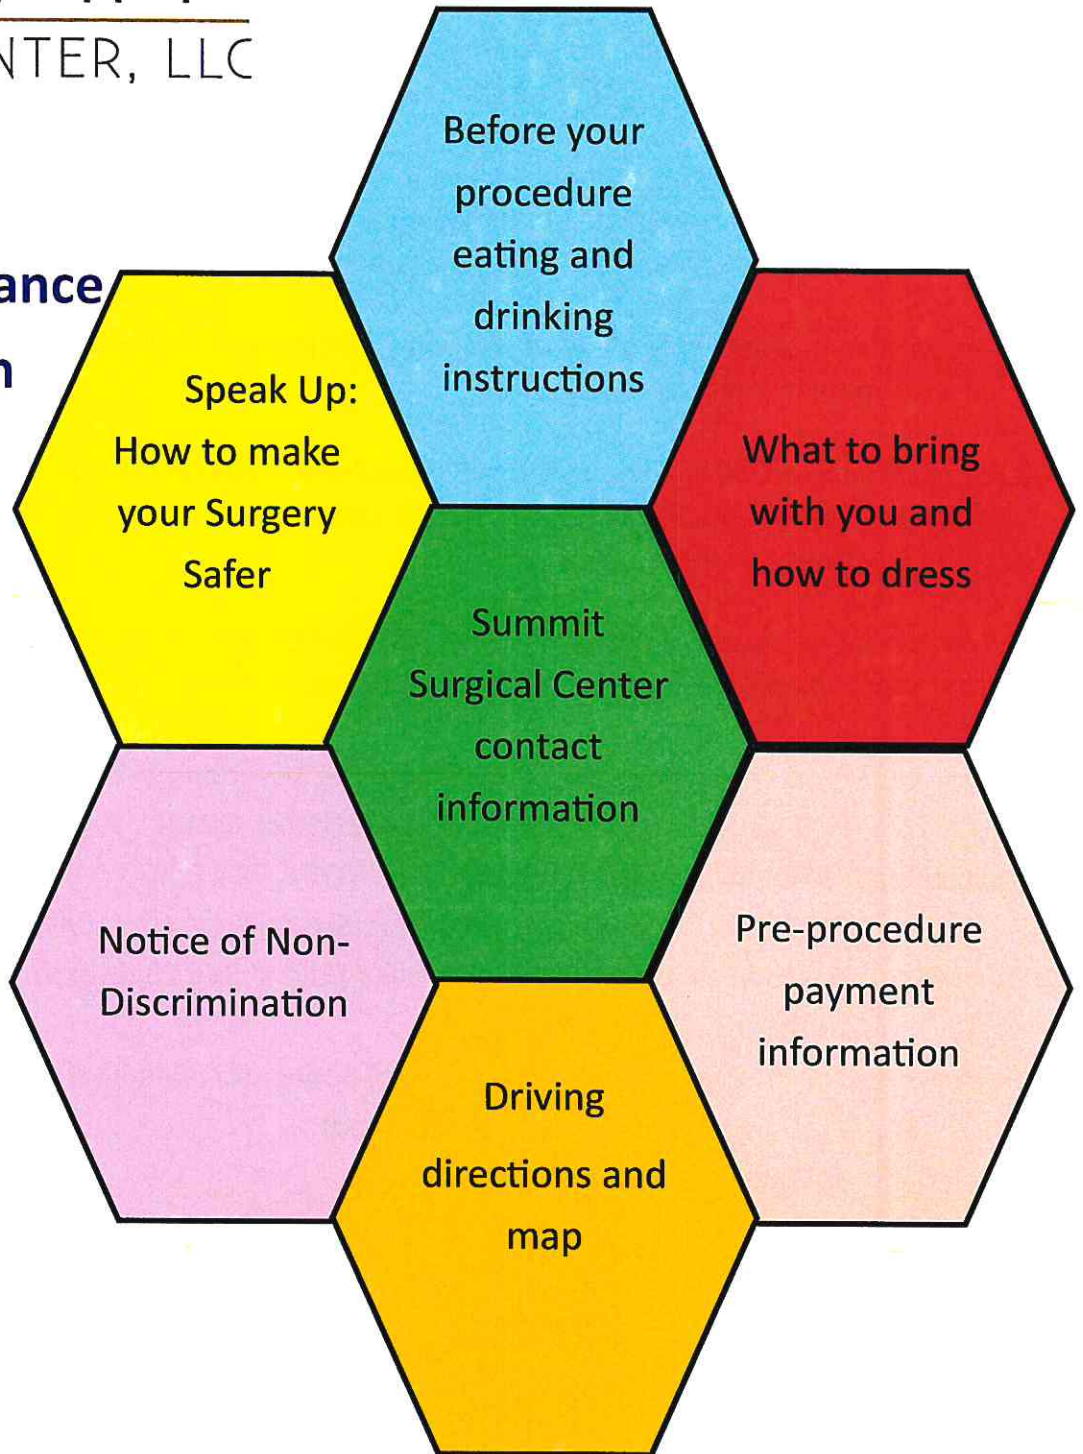 NTER, LLC
Before your
procedure
eating and
drinking
instructions
ance
n
Speak Up:
How to make
your Surgery
Safer
What to bring
with you and
how to dress
Summit
Surgical Center
contact
information
Notice of Non-
Discrimination
Pre-procedure
payment
information
Driving
directions and
map